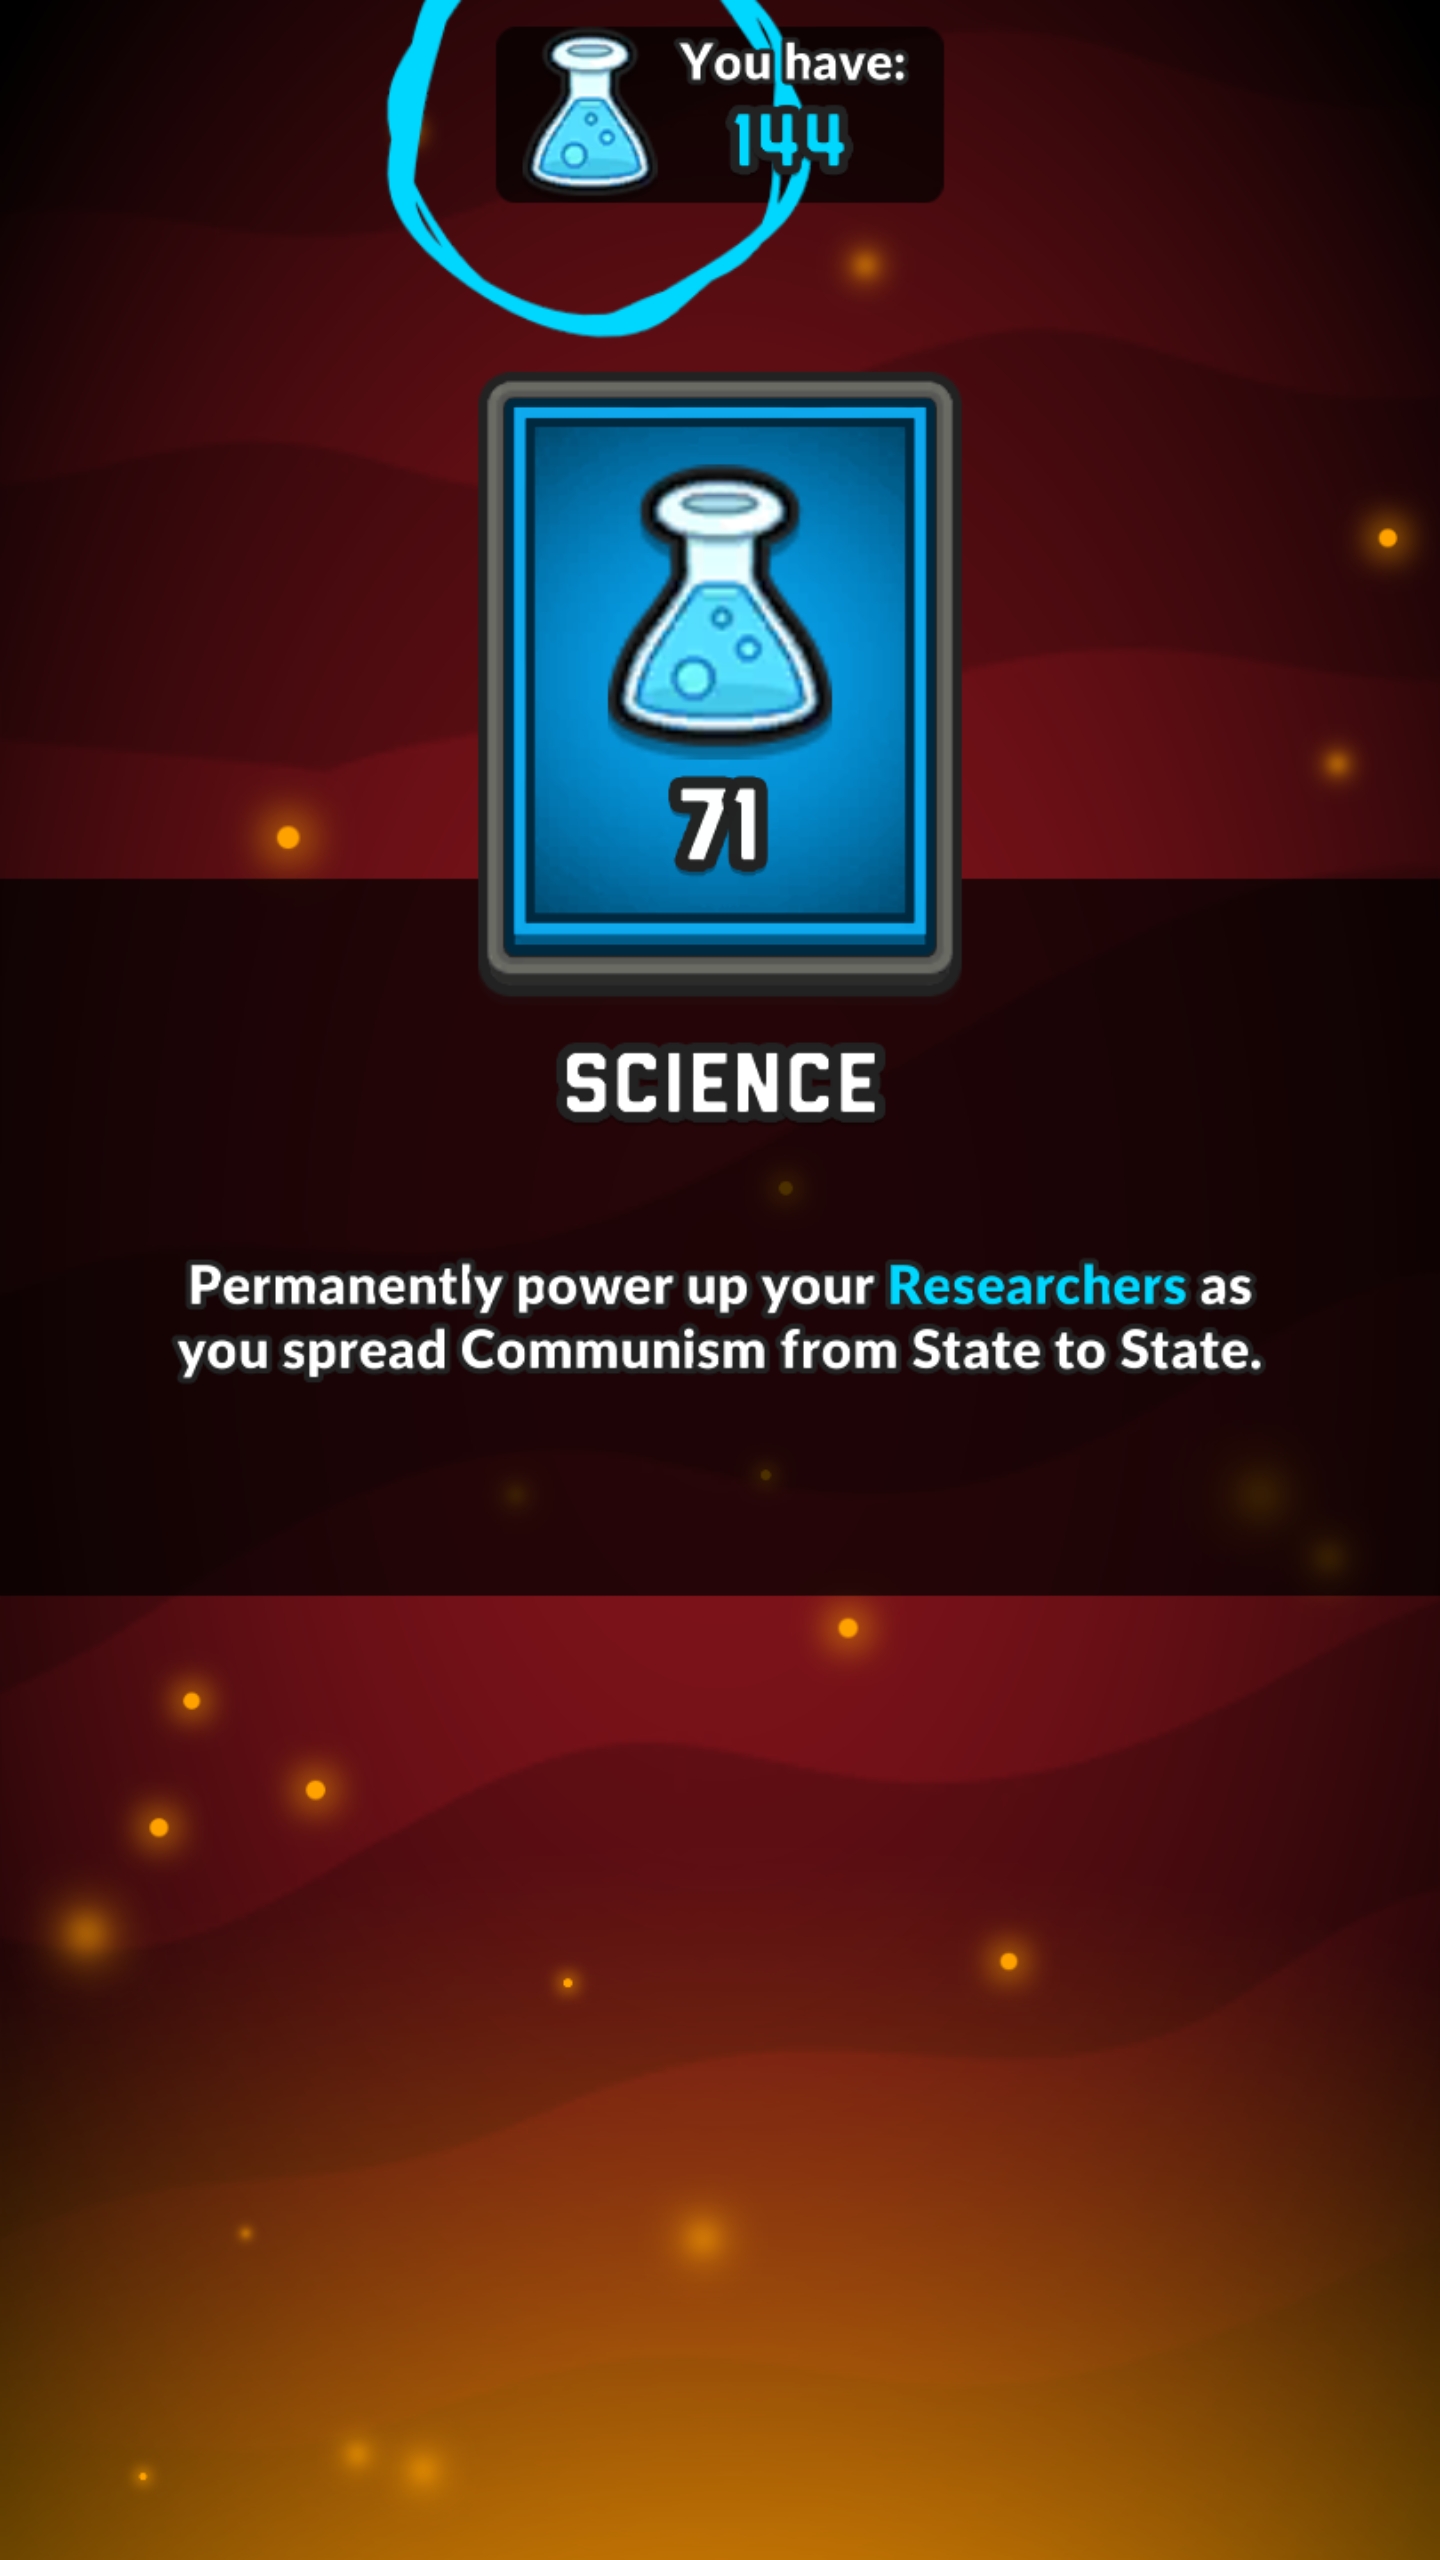 You have:
144
71
SCIENCE
Permanently power up your Researchers as
you spread Communism from State to State.